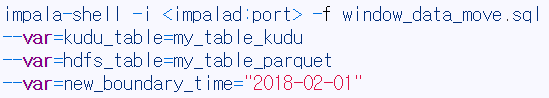 impala-shell -i <impalad:port> -f window_data_move.sql
--var=kudu_table=my_table_kudu
--var=hdfs_table=my_table_parquet
--var=new_boundary_time="2018-02-01"